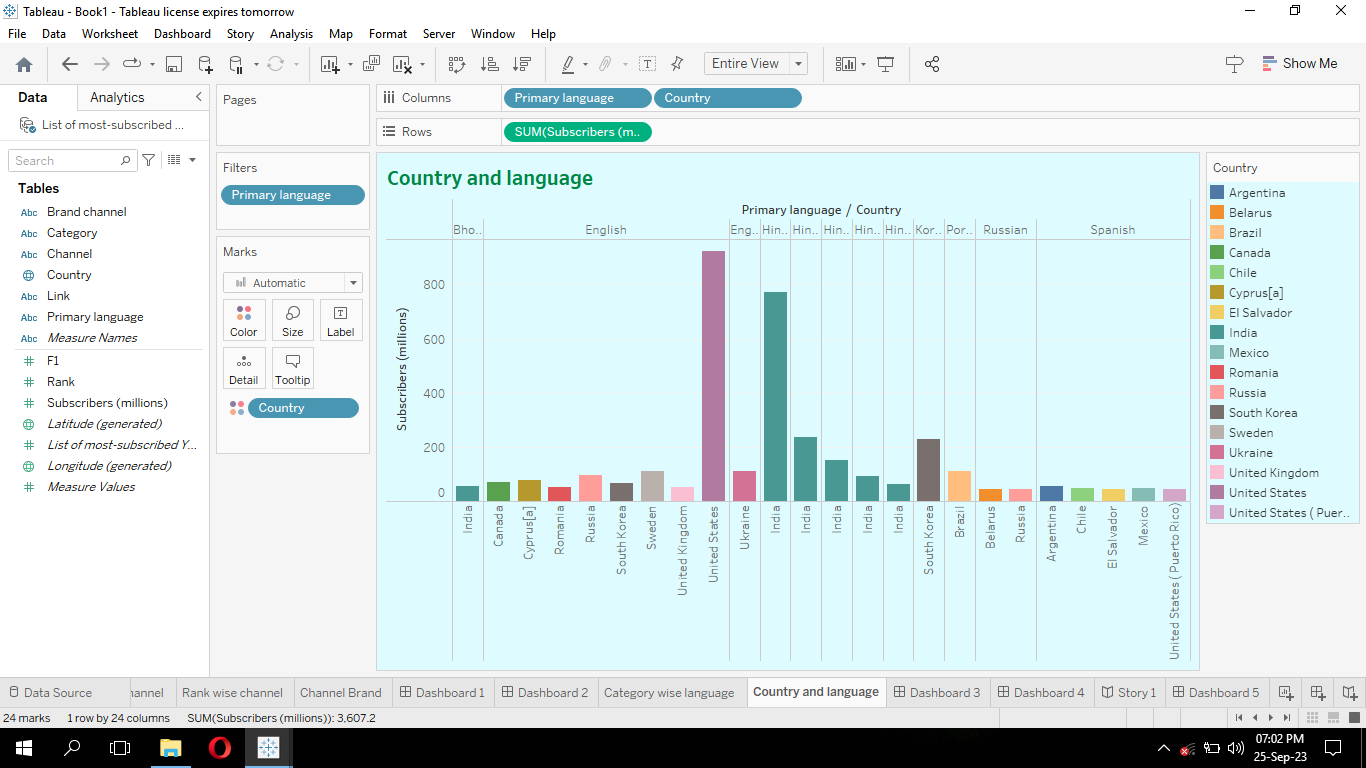 Tableau - Book1 - Tableau license expires tomorrow
File Data Worksheet Dashboard Story Analysis Map Format Server Window Help
Entire View
Show Me
Data Analytics
List of most-subscribed ...
Search
Tables
Abc Brand channel
Abc Category
Abc Channel
Country
Abc Link
Abc Primary language
Abc Measure Names
F1
Rank
Subscribers (millions)
Latitude (generated)
List of most-subscribed Y...
Longitude (generated)
Measure Values
Pages
Filters
Primary language
Marks
Automatic
Color Size Label
Detail Tooltip
Country
Columns Primary language Country
Rows SUM(Subscribers (m..
Country and language
Primary language / Country
Bho.. English Eng.. Hin.. Hin.. Hin.. Hin.. Hin.. Kor.. Por.. Russian Spanish
Subscribers (millions)
800
600
400
200
0
India
Canada
Cyprus[a]
Romania
Russia
South Korea
Sweden
United Kingdom
United States
Ukraine
India
India
India
India
India
South Korea
Brazil
Belarus
Russia
Argentina
Chile
El Salvador
Mexico
United States ( Puerto Rico)
Country
Argentina
Belarus
Brazil
Canada
Chile
Cyprus[a]
El Salvador
India
Mexico
Romania
Russia
South Korea
Sweden
Ukraine
United Kingdom
United States
United States ( Puer..
Data Source hannel Rank wise channel Channel Brand Dashboard 1 Dashboard 2 Category wise language Country and language Dashboard 3 Dashboard 4 Story 1 Dashboard 5
24 marks 1 row by 24 columns SUM(Subscribers (millions)): 3,607.2
07:02 PM
25-Sep-23